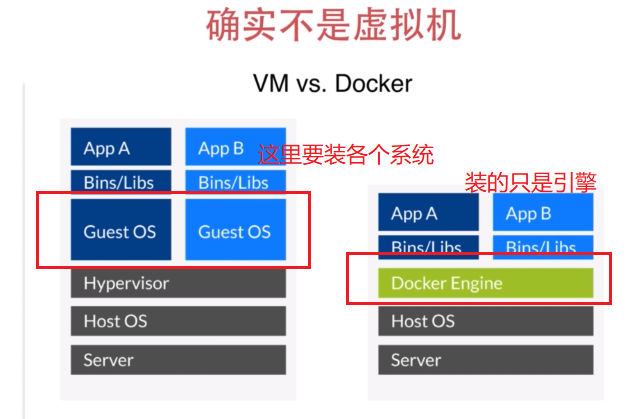 确实不是虚拟机
VM vs. Docker
App A
App B
这里要装各个系统
Bins/Libs
Bins/Libs
Guest OS
Guest OS
Hypervisor
Host OS
Server
装的只是引擎
App A
App B
Bins/Libs
Bins/Libs
Docker Engine
Host OS
Server